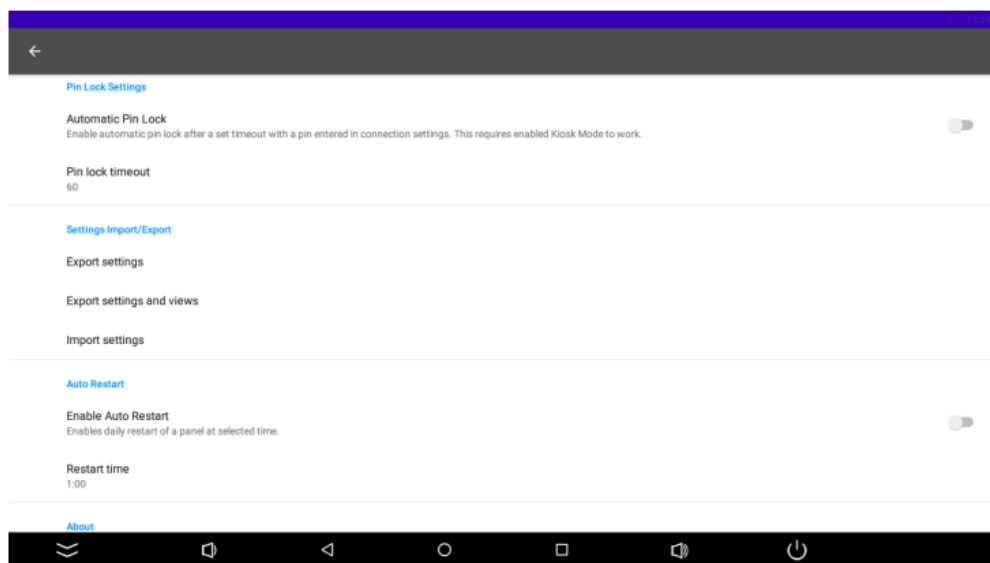 Pin Lock Settings
Automatic Pin Lock
Enable automatic pin lock after a set timeout with a pin entered in connection settings. This requires enabled Kiosk Mode to work.
Pin lock timeout
60
Settings Import/Export
Export settings
Export settings and views
Import settings
Auto Restart
Enable Auto Restart
Enables daily restart of a panel at selected time.
Restart time
1:00
About